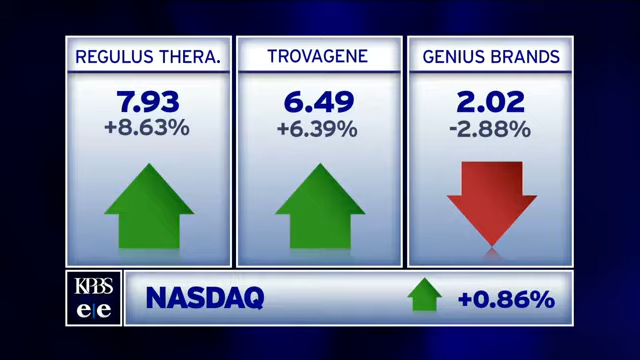 REGULUS THERA.
7.93
+8.63%
TROVAGENE
6.49
+6.39%
GENIUS BRANDS
2.02
-2.88%
KPBS
e|e
NASDAQ
+0.86%